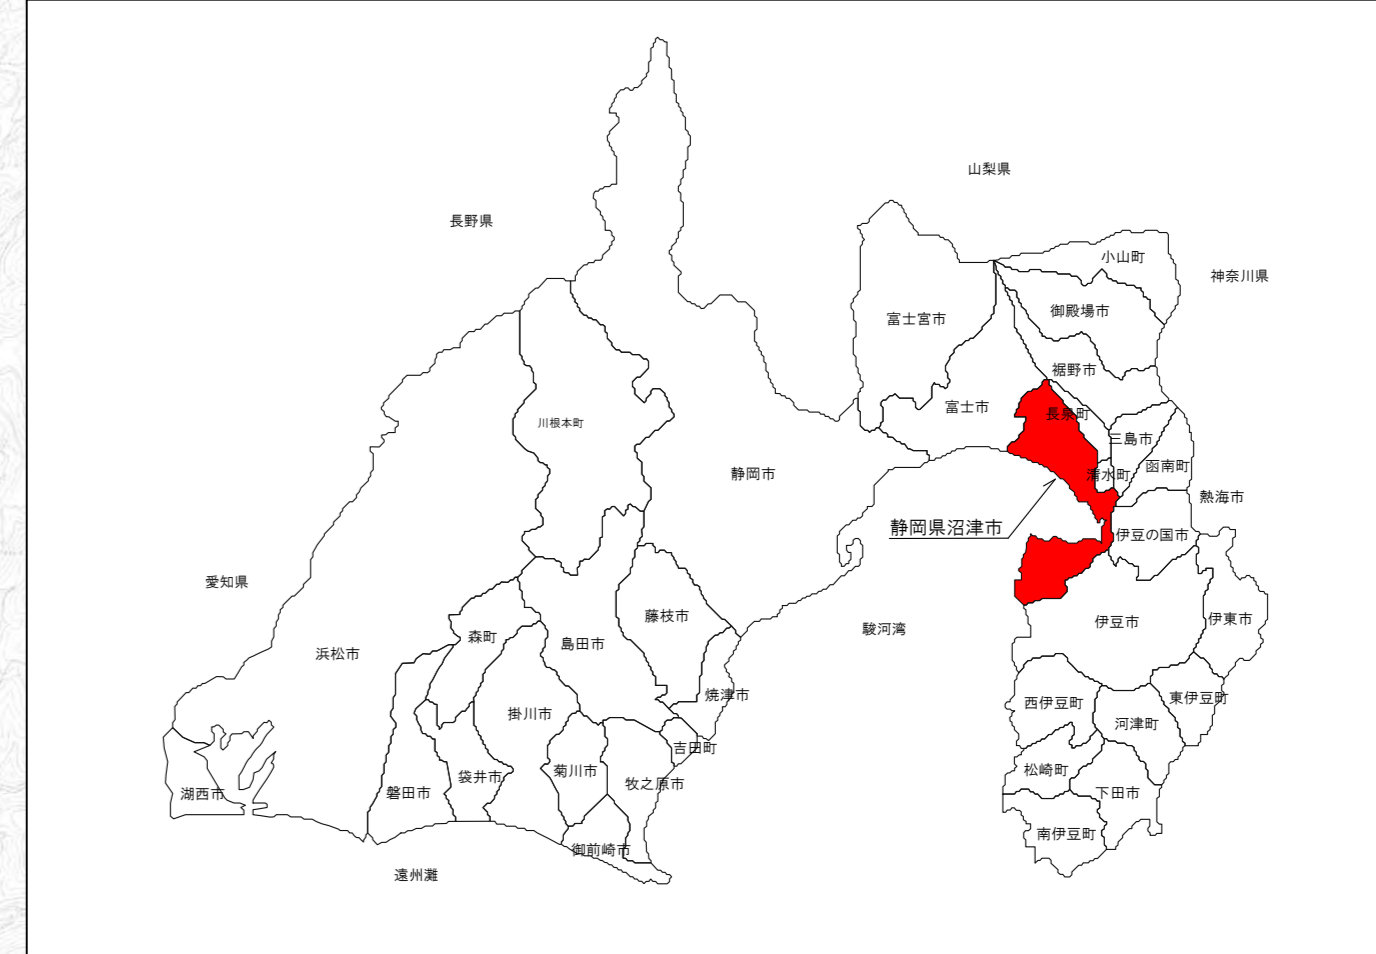 山梨県
長野県
小山町
神奈川県
御殿場市
富士宮市
裾野市
富士市
長泉町
川根本町
三島市
函南町
静岡市
清水町
熱海市
静岡県沼津市
伊豆の国市
愛知県
藤枝市
伊豆市
伊東市
駿河湾
森町
島田市
浜松市
焼津市
東伊豆町
西伊豆町
掛川市
河津町
吉田町
松崎町
菊川市
袋井市
牧之原市
湖西市
磐田市
下田市
南伊豆町
御前崎市
遠州灘